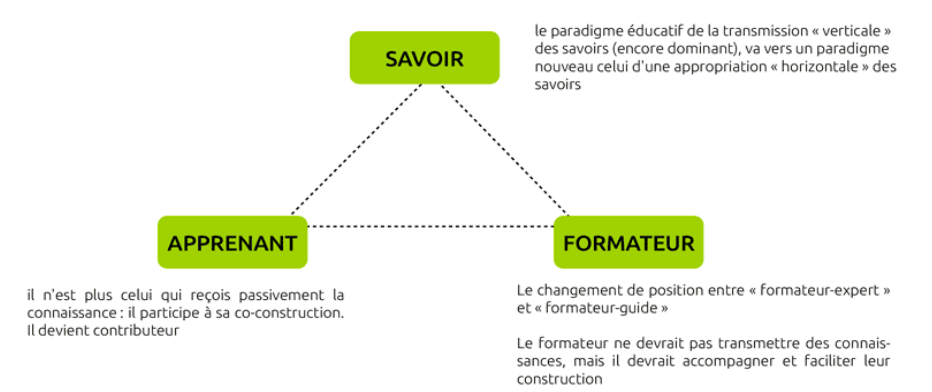 SAVOIR
le paradigme éducatif de la transmission « verticale »
des savoirs (encore dominant), va vers un paradigme
nouveau celui d'une appropriation « horizontale » des
savoirs
APPRENANT
FORMATEUR
il n'est plus celui qui reçois passivement la
connaissance : il participe à sa co-construction.
Il devient contributeur
Le changement de position entre « formateur-expert »
et « formateur-guide »
Le formateur ne devrait pas transmettre des connais-
sances, mais il devrait accompagner et faciliter leur
construction